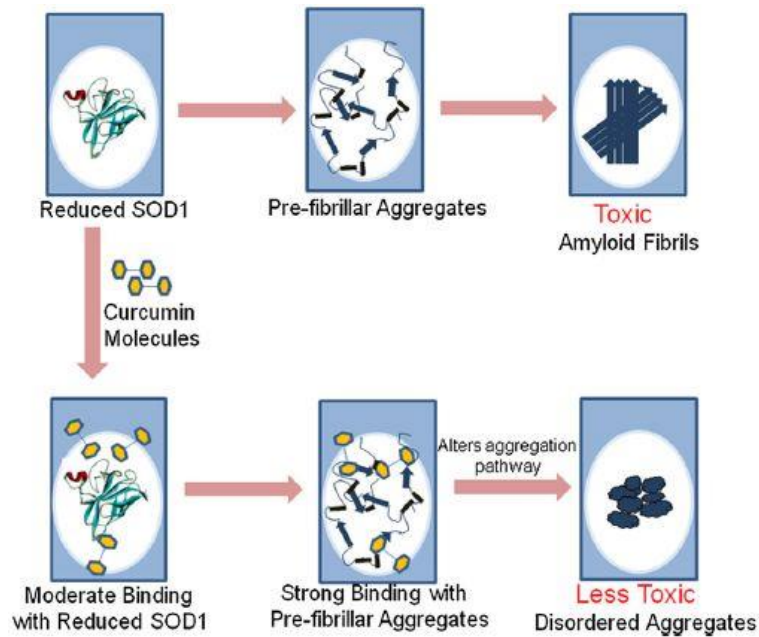 Reduced SOD1
Pre-fibrillar Aggregates
Toxic
Amyloid Fibrils
Curcumin
Molecules
Alters aggregation
pathway
Moderate Binding
with Reduced SOD1
Strong Binding with
Pre-fibrillar Aggregates
Less Toxic
Disordered Aggregates